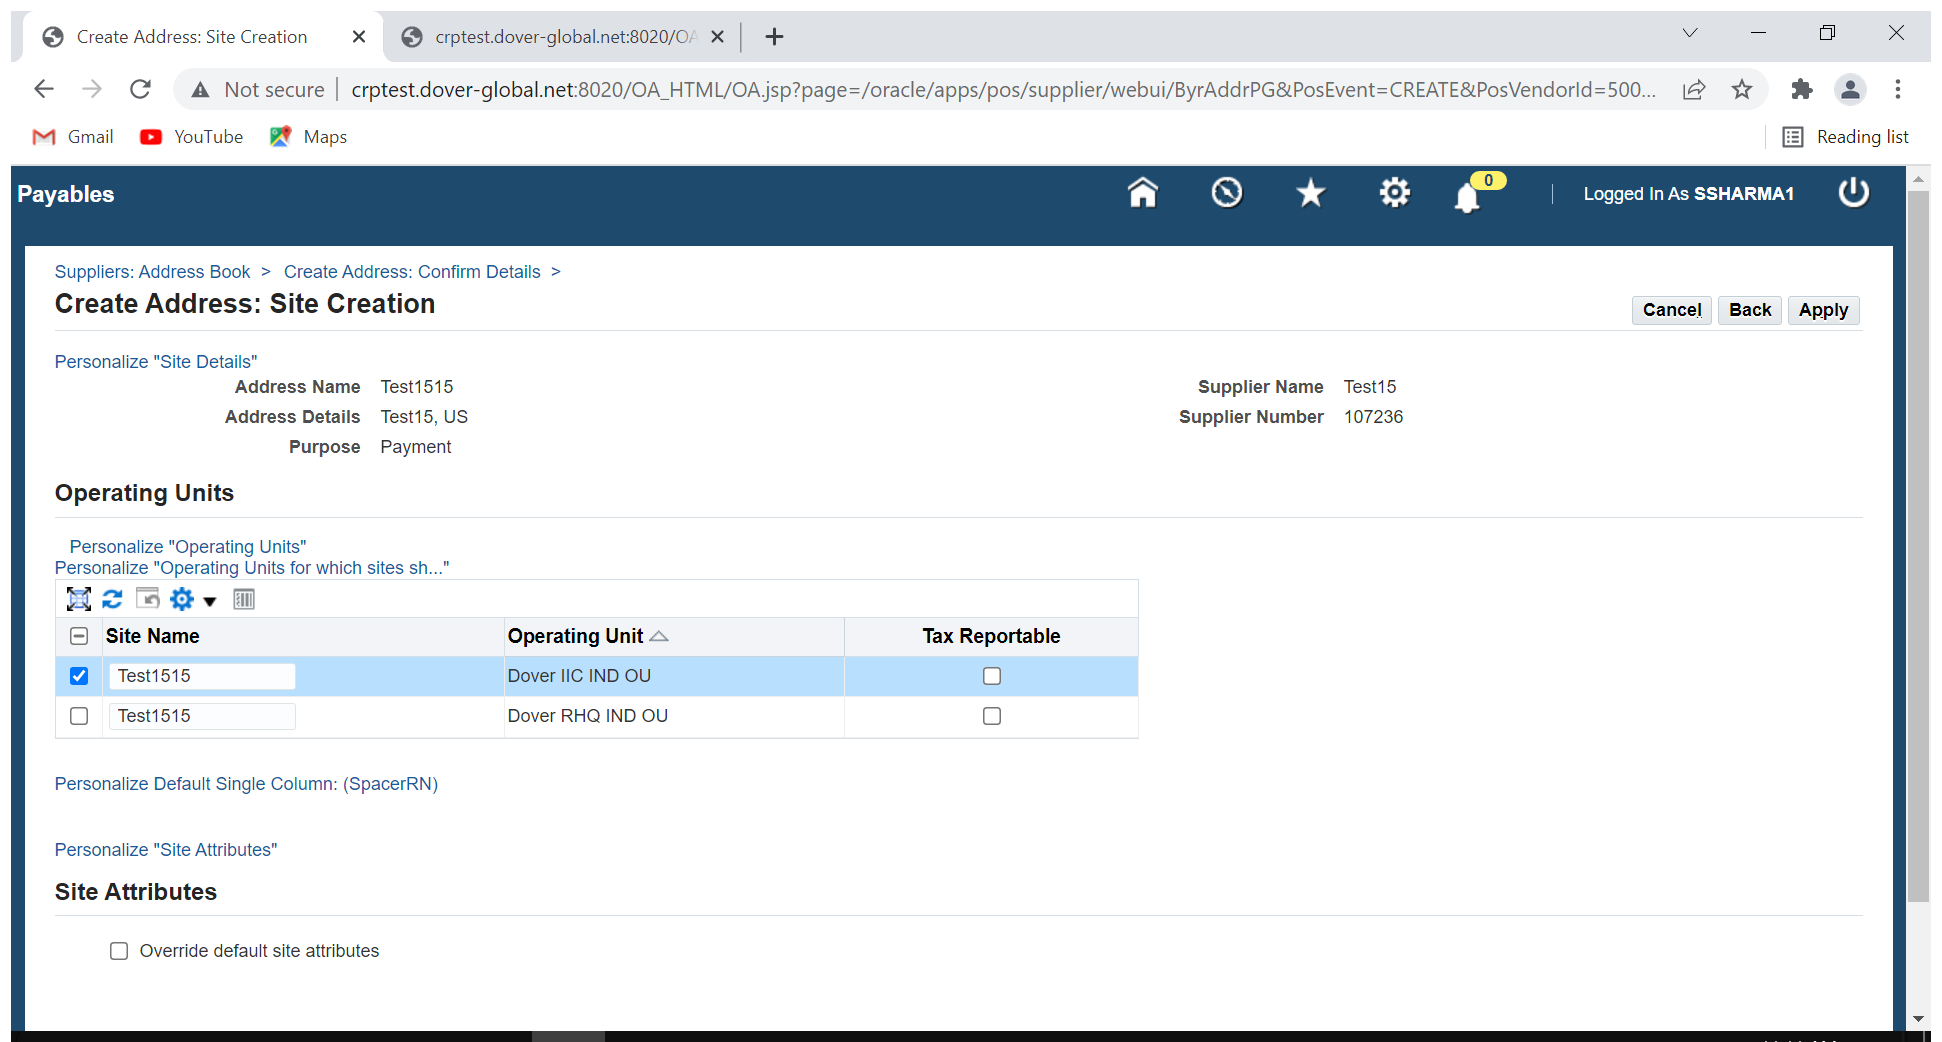 Create Address: Site Creation
crptest.dover-global.net:8020/OA
Not secure
crptest.dover-global.net:8020/OA_HTML/OA.jsp?page=/oracle/apps/pos/supplier/webui/ByrAddrPG&PosEvent=CREATE&PosVendorId=500...
Gmail YouTube Maps Reading list
Payables
0
Logged In As SSHARMA1
Suppliers: Address Book > Create Address: Confirm Details >
Create Address: Site Creation
Cancel Back Apply
Personalize "Site Details"
Address Name Test1515 Supplier Name Test15
Address Details Test15, US Supplier Number 107236
Purpose Payment
Operating Units
Personalize "Operating Units"
Personalize "Operating Units for which sites sh..."
Site Name Operating Unit Tax Reportable
Test1515 Dover IIC IND OU
Test1515 Dover RHQ IND OU
Personalize Default Single Column: (SpacerRN)
Personalize "Site Attributes"
Site Attributes
Override default site attributes